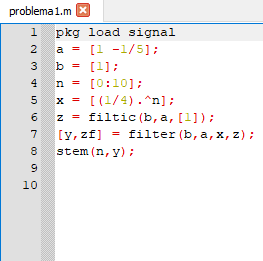 problema1.m
1 pkg load signal
2 a = [1 -1/5];
3 b = [1];
4 n = [0:10];
5 x = [(1/4).^n];
6 z = filtic(b,a,[1]);
7 [y,zf] = filter(b,a,x,z);
8 stem(n,y);
9
10